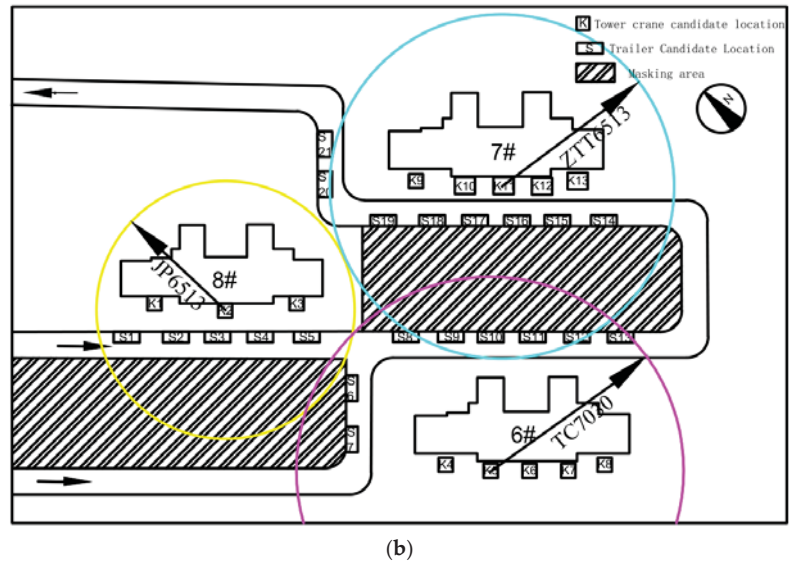 K Tower crane candidate location
S Trailer Candidate Location
Masking area
N
S21
S20
7#
ZTT6513
K9
K10
K11
K12
K13
S19
S18
S17
S16
S15
S14
8#
JP6513
K1
K2
K3
S1
S2
S3
S4
S5
S8
S9
S10
S11
S12
S13
S6
S7
6#
TC7030
K4
K5
K6
K7
K8
(b)